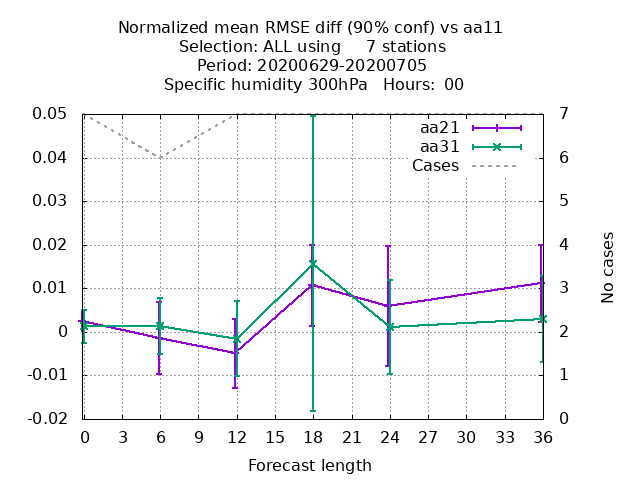 Normalized mean RMSE diff (90% conf) vs aa11
Selection: ALL using     7 stations
Period: 20200629-20200705
Specific humidity 300hPa   Hours:  00
0.05
0.04
0.03
0.02
0.01
0
-0.01
-0.02
7
6
5
4
3
2
1
0
aa21
aa31
Cases
No cases
0 3 6 9 12 15 18 21 24 27 30 33 36
Forecast length